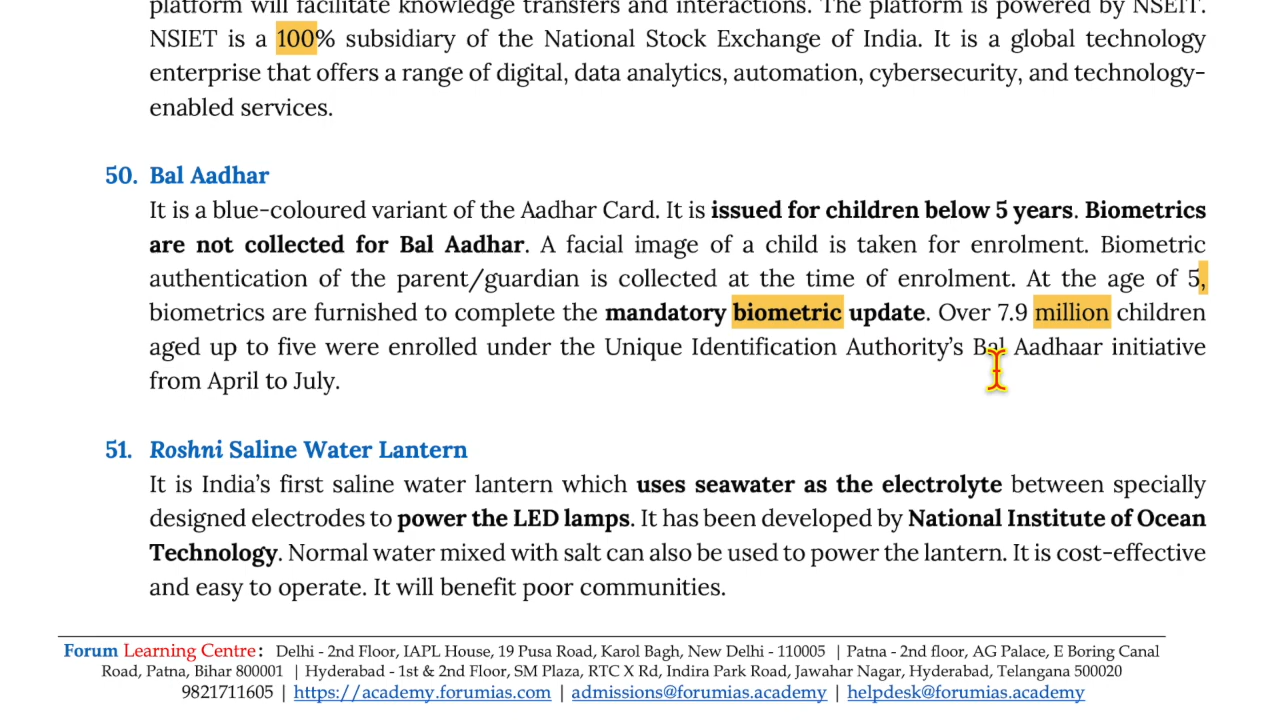 platform will facilitate knowledge transfers and interactions. The platform is powered by NSEIT.
NSIET is a 100% subsidiary of the National Stock Exchange of India. It is a global technology
enterprise that offers a range of digital, data analytics, automation, cybersecurity, and technology-
enabled services.
50. Bal Aadhar
It is a blue-coloured variant of the Aadhar Card. It is issued for children below 5 years. Biometrics
are not collected for Bal Aadhar. A facial image of a child is taken for enrolment. Biometric
authentication of the parent/guardian is collected at the time of enrolment. At the age of 5,
biometrics are furnished to complete the mandatory biometric update. Over 7.9 million children
aged up to five were enrolled under the Unique Identification Authority's Bal Aadhaar initiative
from April to July.
51. Roshni Saline Water Lantern
It is India's first saline water lantern which uses seawater as the electrolyte between specially
designed electrodes to power the LED lamps. It has been developed by National Institute of Ocean
Technology. Normal water mixed with salt can also be used to power the lantern. It is cost-effective
and easy to operate. It will benefit poor communities.
Forum Learning Centre: Delhi - 2nd Floor, IAPL House, 19 Pusa Road, Karol Bagh, New Delhi - 110005 | Patna - 2nd floor, AG Palace, E Boring Canal
Road, Patna, Bihar 800001 | Hyderabad - 1st & 2nd Floor, SM Plaza, RTC X Rd, Indira Park Road, Jawahar Nagar, Hyderabad, Telangana 500020
9821711605 | https://academy.forumias.com | admissions@forumias.academy | helpdesk@forumias.academy